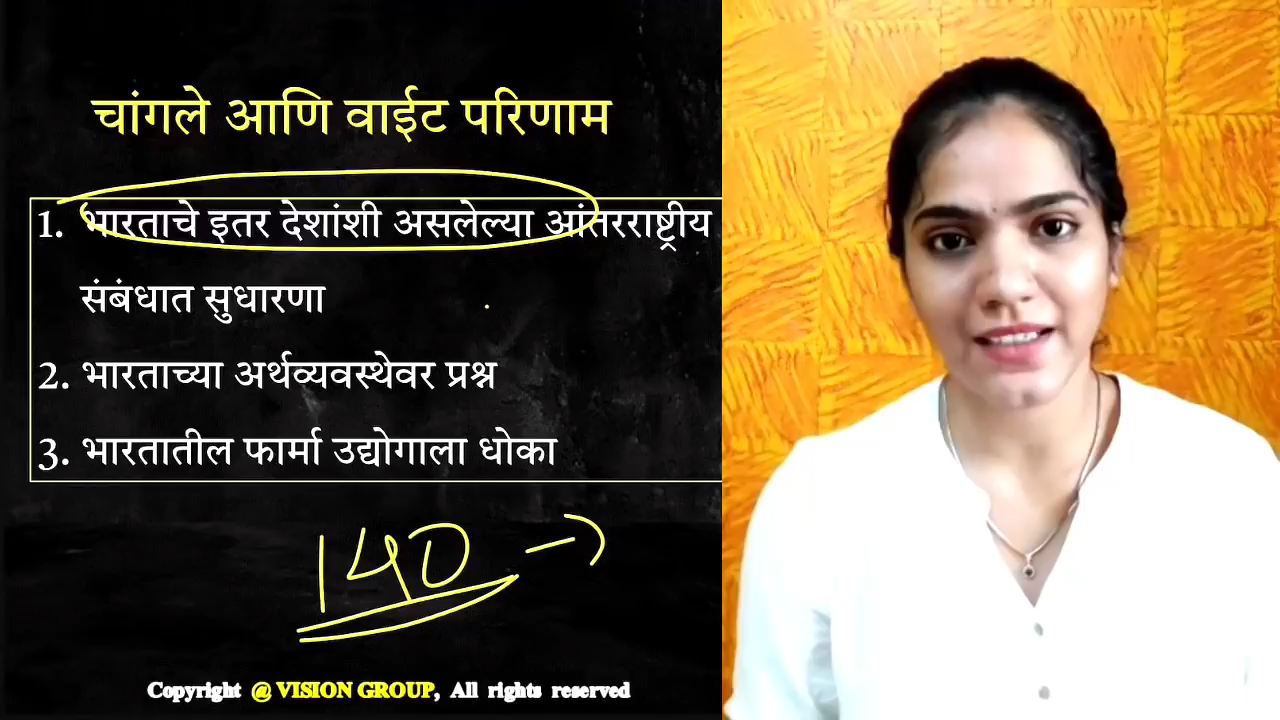 चांगले आणि वाईट परिणाम
1. भारताचे इतर देशांशी असलेल्या आंतरराष्ट्रीय
संबंधात सुधारणा
2. भारताच्या अर्थव्यवस्थेवर प्रश्न
3. भारतातील फार्मा उद्योगाला धोका
140 →
Copyright @ VISION GROUP, All rights reserved